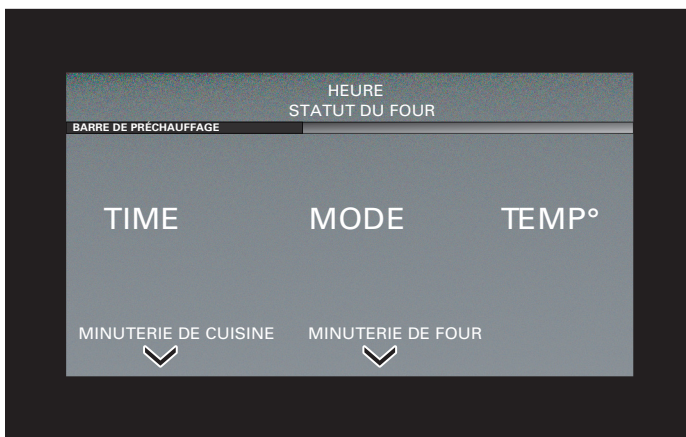 HEURE
STATUT DU FOUR
BARRE DE PRÉCHAUFFAGE
TIME MODE TEMP°
MINUTERIE DE CUISINE MINUTERIE DE FOUR